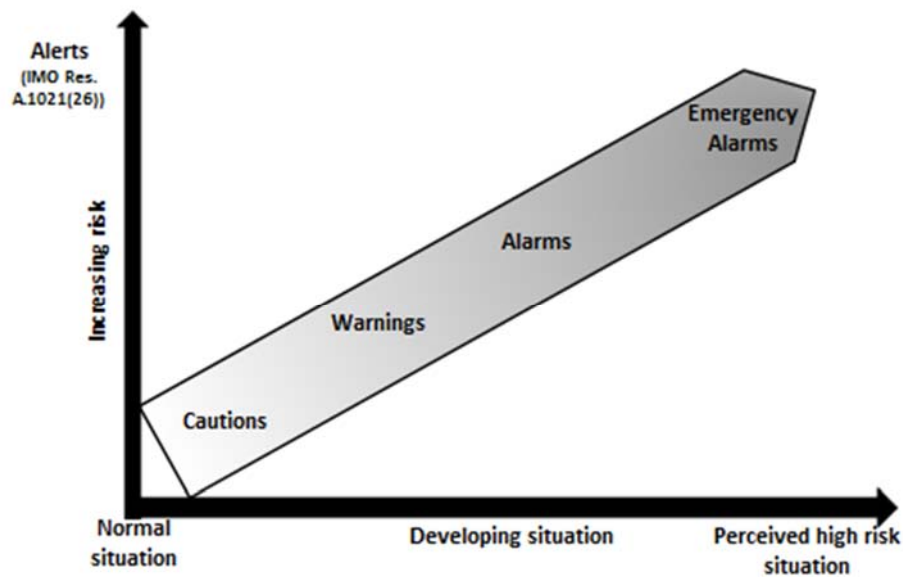 Alerts
(IMO Res.
A.1021(26))
Increasing risk
Emergency
Alarms
Alarms
Warnings
Cautions
Normal
situation
Developing situation
Perceived high risk
situation